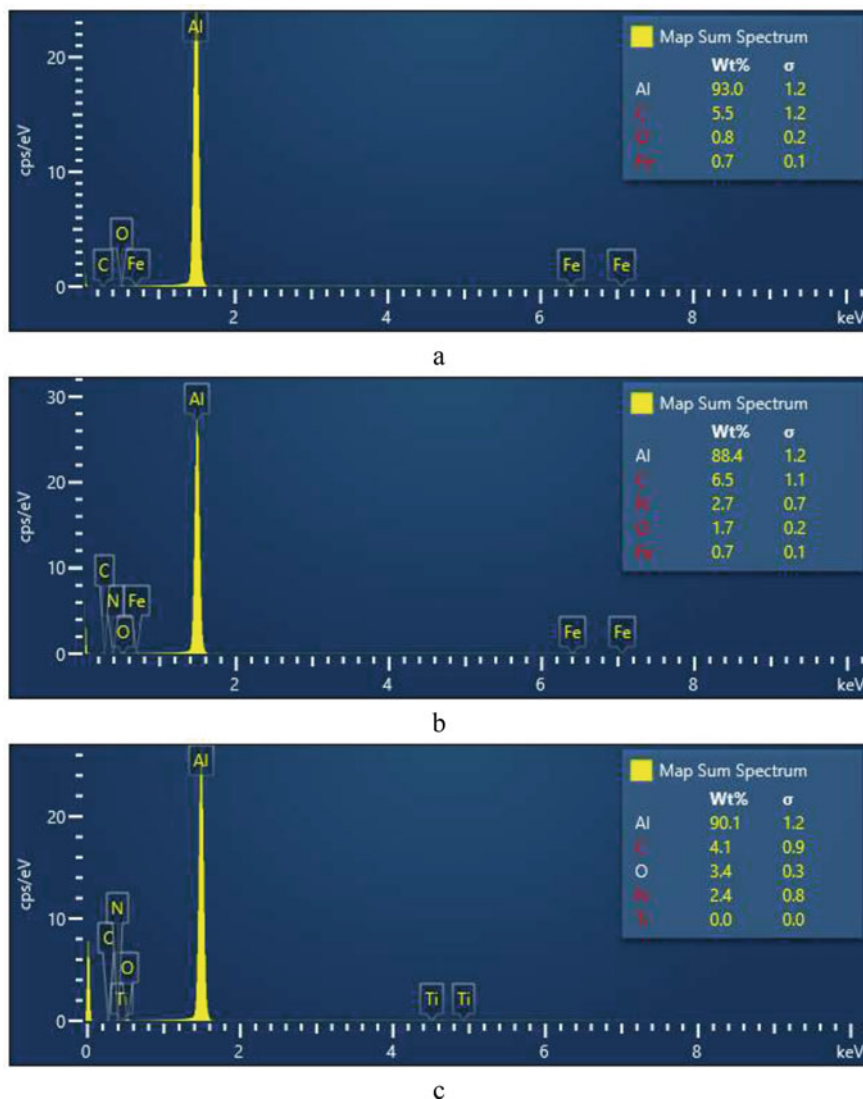 Map Sum Spectrum
Wt% σ
Al 93.0 1.2
C 5.5 1.2
O 0.8 0.2
Fe 0.7 0.1
Al
O
C Fe Fe Fe
cps/eV
20
10
0
2 4 6 8 keV
a
Map Sum Spectrum
Wt% σ
Al 88.4 1.2
C 6.5 1.1
N 2.7 0.7
O 1.7 0.2
Fe 0.7 0.1
Al
C
N Fe
O Fe Fe
cps/eV
30
20
10
0
2 4 6 8 keV
b
Map Sum Spectrum
Wt% σ
Al 90.1 1.2
C 4.1 0.9
O 3.4 0.3
N 2.4 0.8
Ti 0.0 0.0
Al
N
C
O
Ti Ti Ti
cps/eV
20
10
0
0 2 4 6 8 keV
c